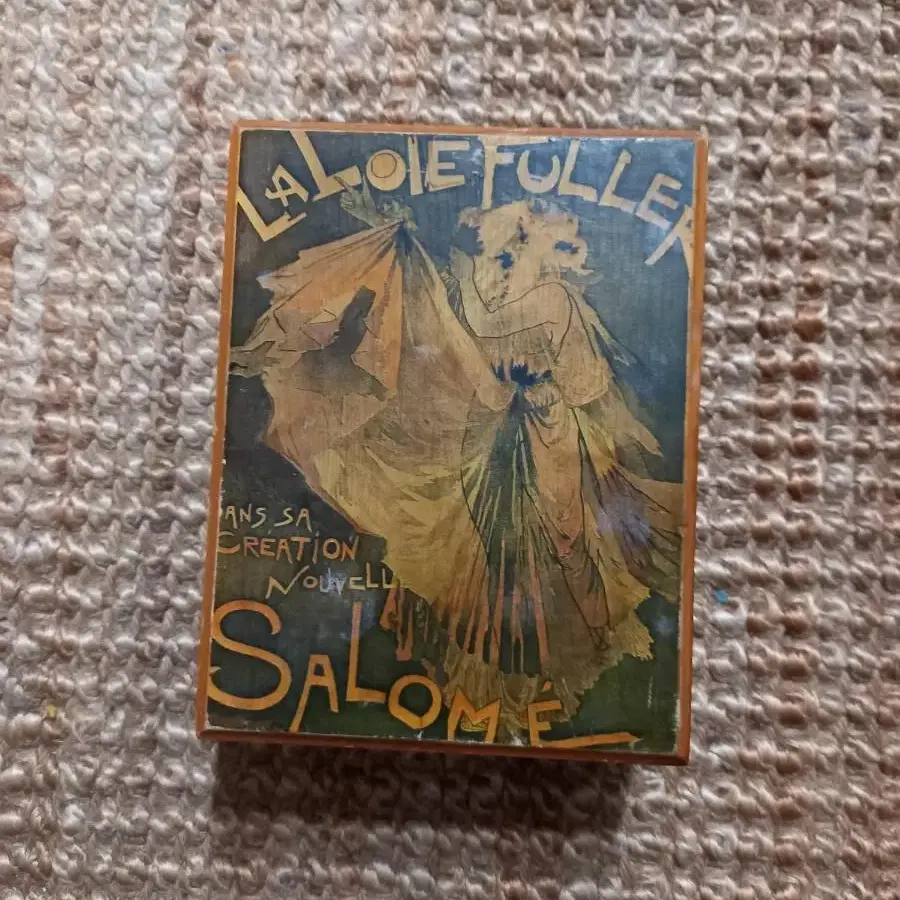 LA LOIE FULLER
ANS SA
CREATION
NOUVELL
SALOMÉ